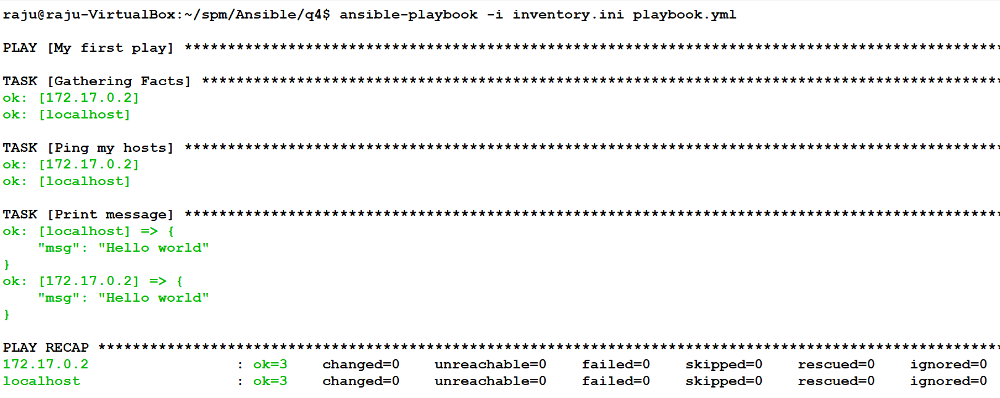 raju@raju-VirtualBox:~/spm/Ansible/q4$ ansible-playbook -i inventory.ini playbook.yml
PLAY [My first play] **********************************************************************************************
TASK [Gathering Facts] ********************************************************************************************
ok: [172.17.0.2]
ok: [localhost]
TASK [Ping my hosts] **********************************************************************************************
ok: [172.17.0.2]
ok: [localhost]
TASK [Print message] **********************************************************************************************
ok: [localhost] => {
    "msg": "Hello world"
}
ok: [172.17.0.2] => {
    "msg": "Hello world"
}
PLAY RECAP ********************************************************************************************************
172.17.0.2                 : ok=3    changed=0    unreachable=0    failed=0    skipped=0    rescued=0    ignored=0
localhost                  : ok=3    changed=0    unreachable=0    failed=0    skipped=0    rescued=0    ignored=0